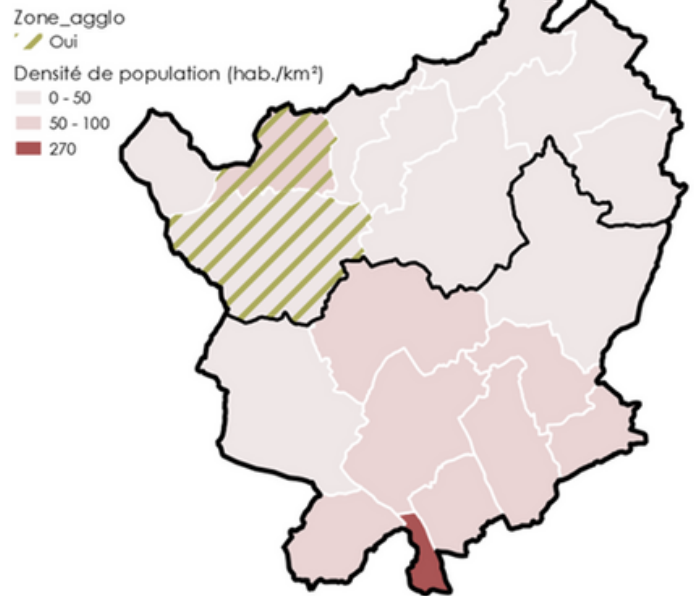 Zone_agglo
Oui
Densité de population (hab./km²)
0 - 50
50 - 100
270